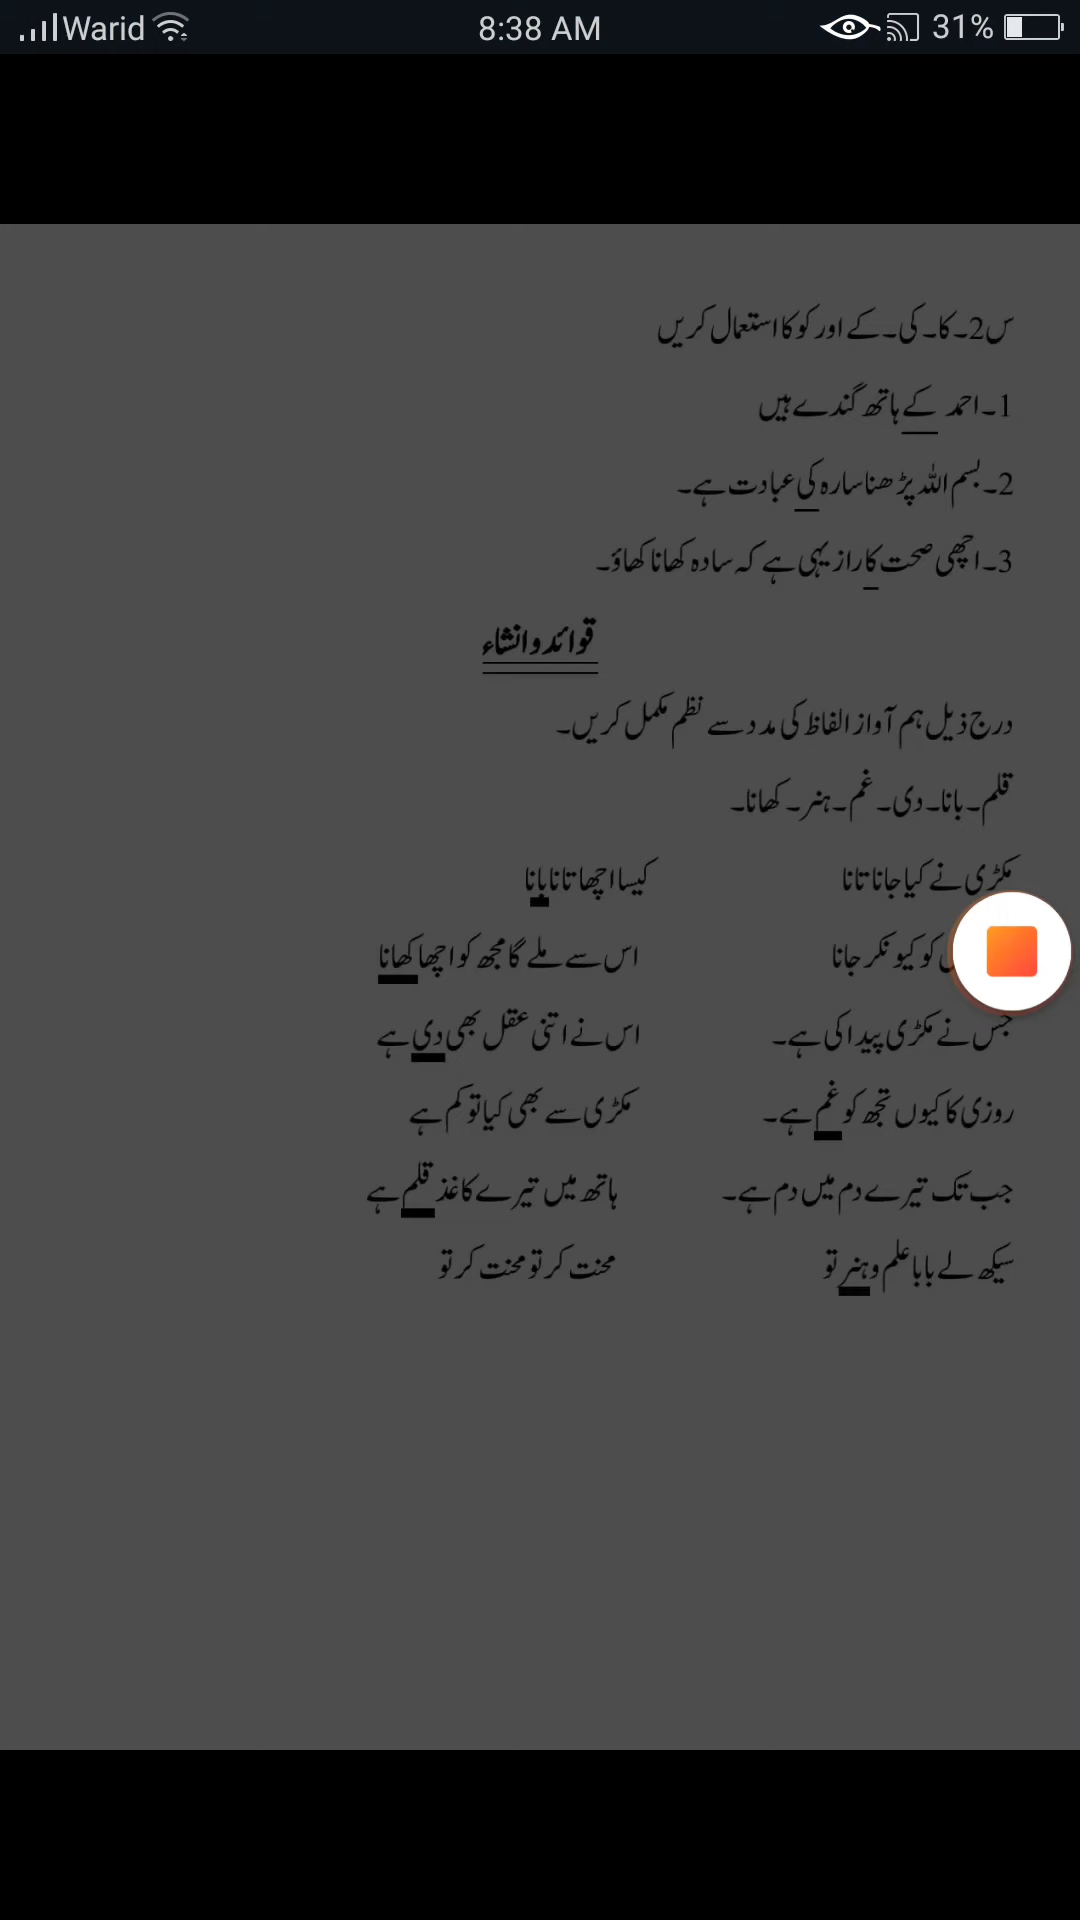 Warid 8:38 AM 31%
س2۔کا۔کی۔کے اور کو کا استعمال کریں
1۔احمد کے ہاتھ گندے ہیں
2۔بسم اللہ پڑھنا سارہ کی عبادت ہے۔
3۔اچھی صحت کا راز یہی ہے کہ سادہ کھانا کھاؤ۔
قوائد و انشاء
درج ذیل ہم آواز الفاظ کی مدد سے نظم مکمل کریں۔
قلم۔بانا۔دی۔غم۔ہنر۔کھانا۔
مکڑی نے کیا جانا تانا کیسا اچھا تانا بانا
کو کیونکر جانا اس سے ملے گا مجھ کو اچھا کھانا
جس نے مکڑی پیدا کی ہے۔ اس نے اتنی عقل بھی دی ہے
روزی کا کیوں تجھ کو غم ہے۔ مکڑی سے بھی کیا تو کم ہے
جب تک تیرے دم میں دم ہے۔ ہاتھ میں تیرے کاغذ قلم ہے
سیکھ لے بابا علم و ہنر تو محنت کر تو محنت کر تو